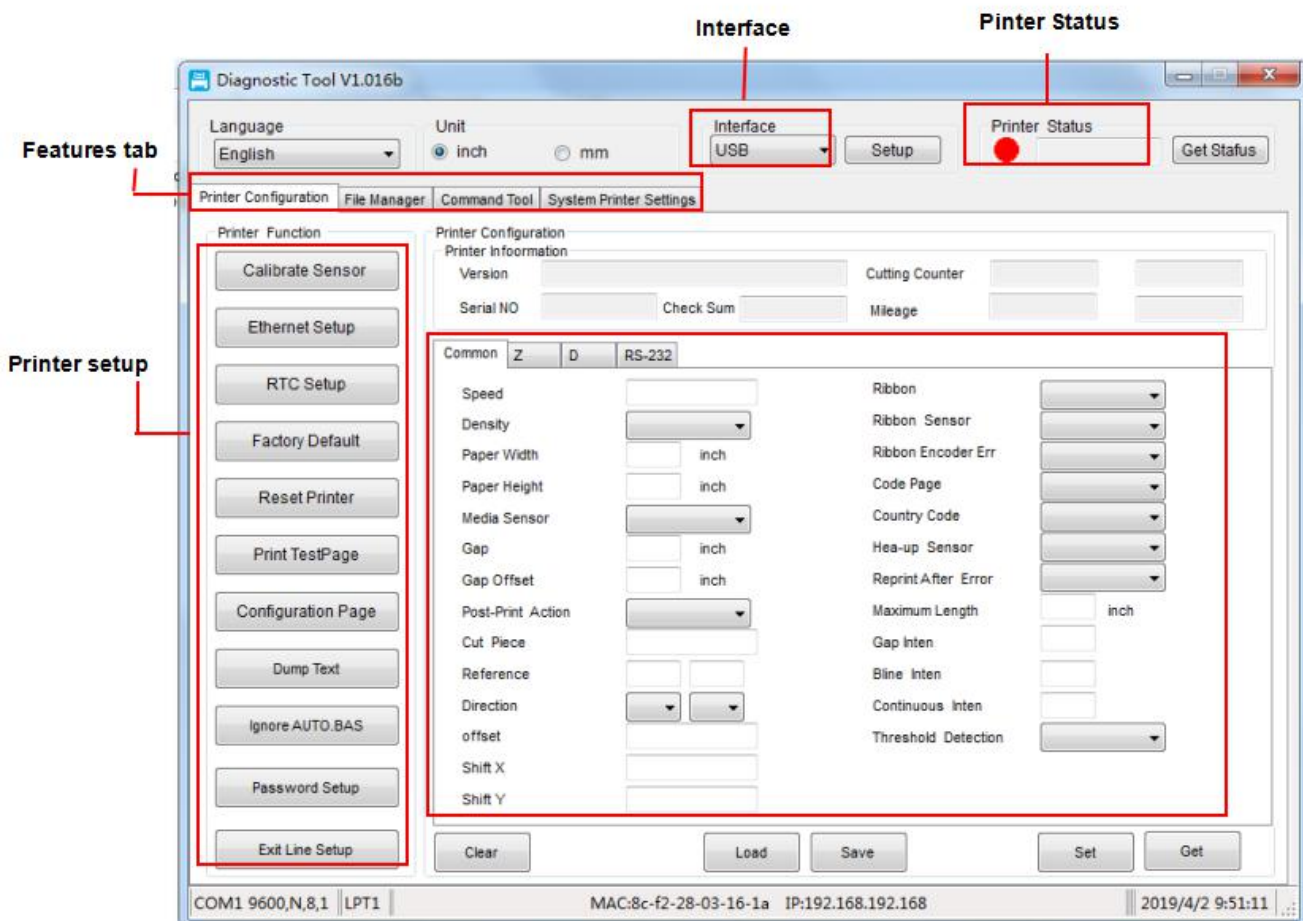 Interface
Pinter Status
Diagnostic Tool V1.016b
Language
Unit
Interface
Printer Status
English
inch
mm
USB
Setup
Get Status
Features tab
Printer Configuration File Manager Command Tool System Printer Settings
Printer Function
Printer Configuration
Printer Infoormation
Calibrate Sensor
Version
Cutting Counter
Serial NO
Check Sum
Mileage
Ethernet Setup
Printer setup
Common Z D RS-232
RTC Setup
Factory Default
Reset Printer
Print TestPage
Configuration Page
Dump Text
Ignore AUTO.BAS
Password Setup
Exit Line Setup
Speed
Density
Paper Width inch
Paper Height inch
Media Sensor
Gap inch
Gap Offset inch
Post-Print Action
Cut Piece
Reference
Direction
offset
Shift X
Shift Y
Ribbon
Ribbon Sensor
Ribbon Encoder Err
Code Page
Country Code
Hea-up Sensor
Reprint After Error
Maximum Length inch
Gap Inten
Bline Inten
Continuous Inten
Threshold Detection
Clear Load Save Set Get
COM1 9600,N,8,1 LPT1 MAC:8c-f2-28-03-16-1a IP:192.168.192.168 2019/4/2 9:51:11